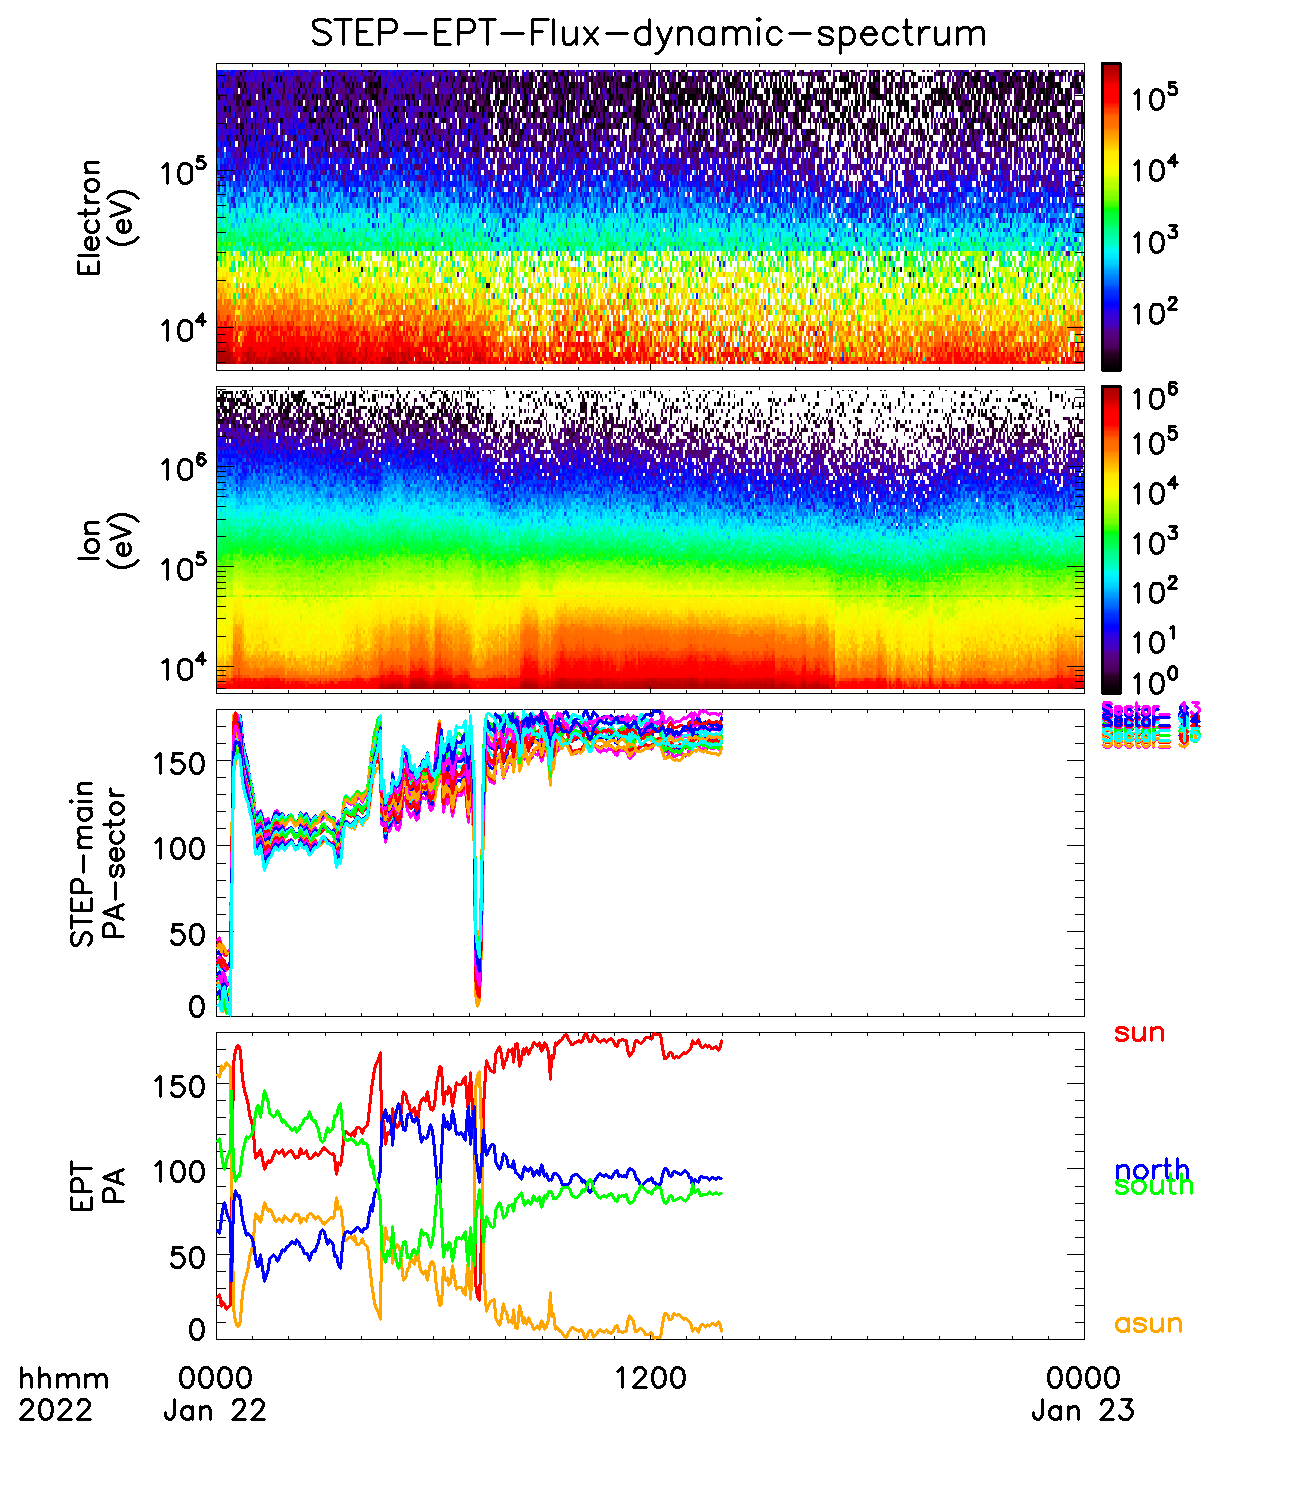 STEP-EPT-Flux-dynamic-spectrum
Electron
(eV)
10^5
10^4
10^5
10^4
10^3
10^2
Ion
(eV)
10^6
10^5
10^4
10^6
10^5
10^4
10^3
10^2
10^1
10^0
STEP-main
PA-sector
150
100
50
0
EPT
PA
150
100
50
0
sun
north
south
asun
hhmm 0000 1200 0000
2022 Jan 22 Jan 23